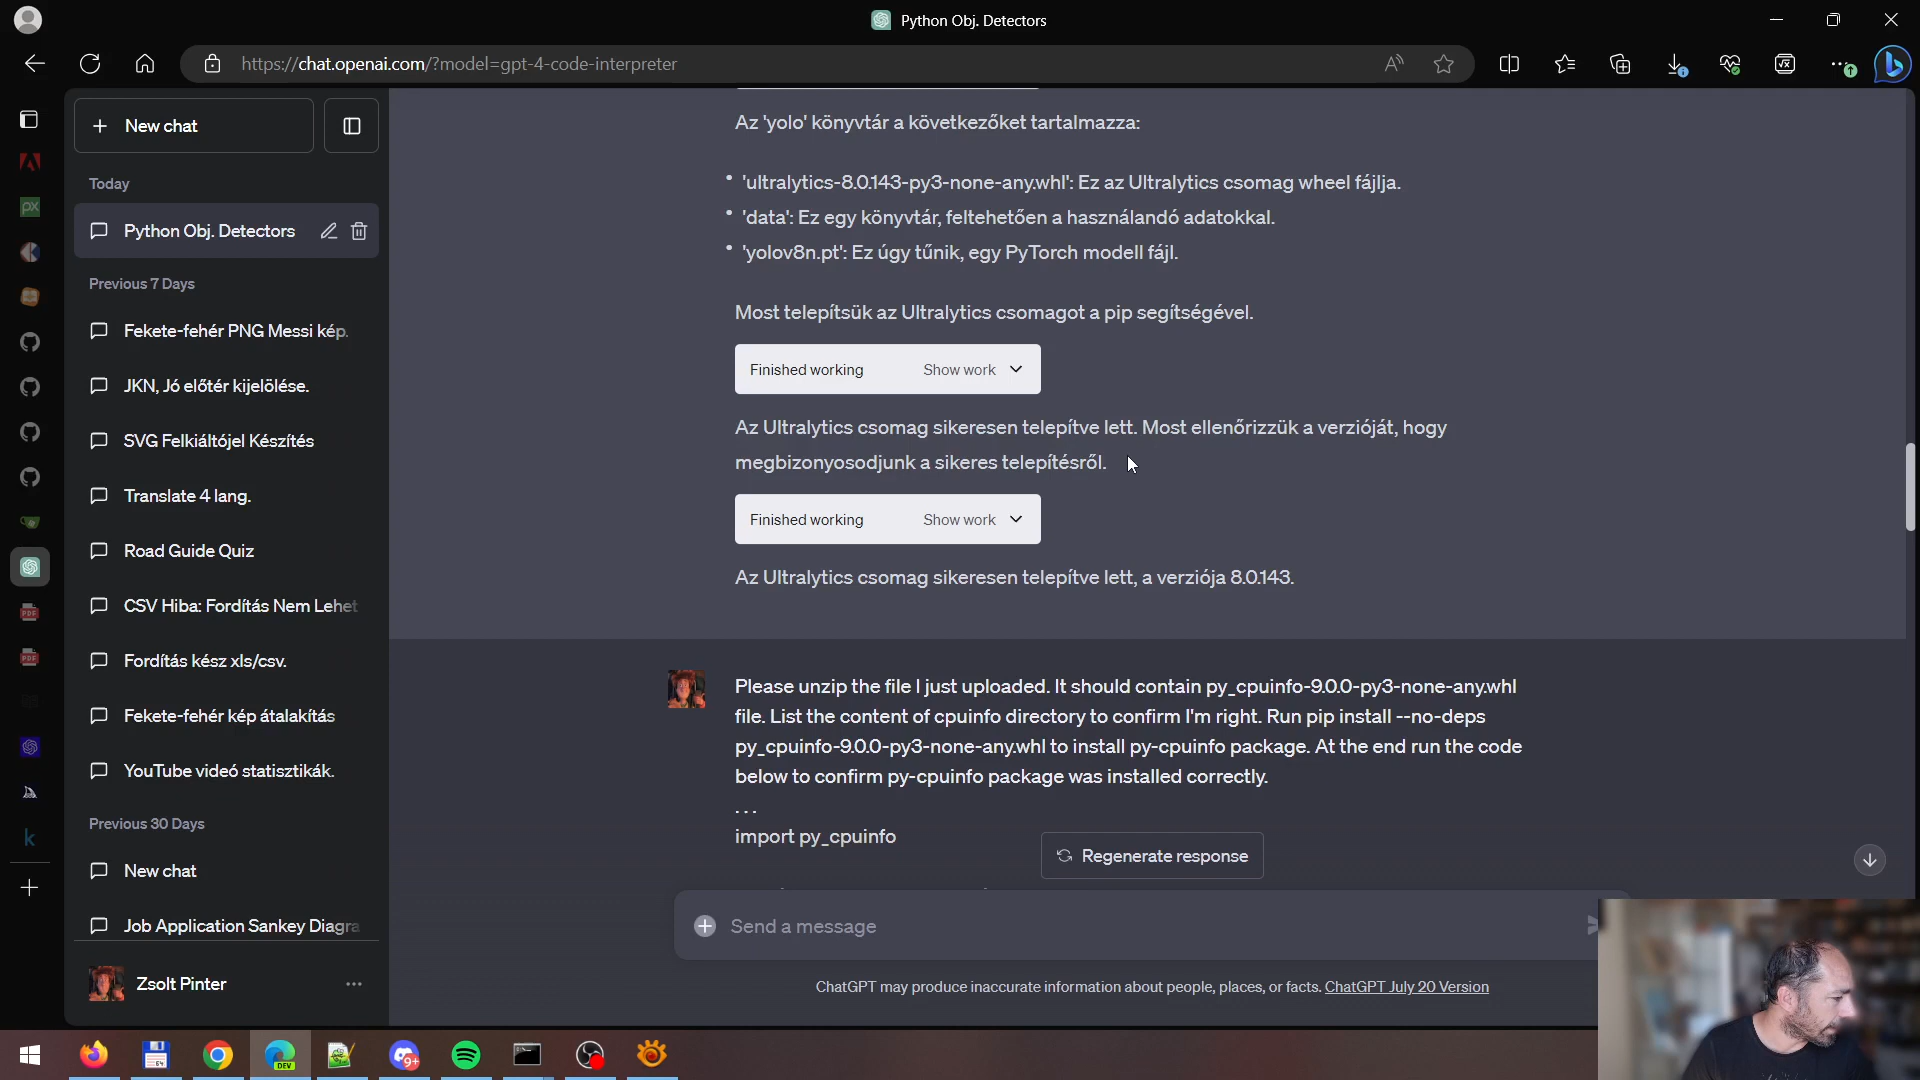 Python Obj. Detectors
https://chat.openai.com/?model=gpt-4-code-interpreter
New chat
Today
Python Obj. Detectors
Previous 7 Days
Fekete-fehér PNG Messi kép.
JKN, Jó előtér kijelölése.
SVG Felkiáltójel Készítés
Translate 4 lang.
Road Guide Quiz
CSV Hiba: Fordítás Nem Lehet
Fordítás kész xls/csv.
Fekete-fehér kép átalakítás
YouTube videó statisztikák.
Previous 30 Days
New chat
Job Application Sankey Diagra
Zsolt Pinter
Az 'yolo' könyvtár a következőket tartalmazza:
• 'ultralytics-8.0.143-py3-none-any.whl': Ez az Ultralytics csomag wheel fájlja.
• 'data': Ez egy könyvtár, feltehetően a használandó adatokkal.
• 'yolov8n.pt': Ez úgy tűnik, egy PyTorch modell fájl.
Most telepítsük az Ultralytics csomagot a pip segítségével.
Finished working Show work
Az Ultralytics csomag sikeresen telepítve lett. Most ellenőrizzük a verzióját, hogy
megbizonyosodjunk a sikeres telepítésről.
Finished working Show work
Az Ultralytics csomag sikeresen telepítve lett, a verziója 8.0.143.
Please unzip the file I just uploaded. It should contain py_cpuinfo-9.0.0-py3-none-any.whl
file. List the content of cpuinfo directory to confirm I'm right. Run pip install --no-deps
py_cpuinfo-9.0.0-py3-none-any.whl to install py-cpuinfo package. At the end run the code
below to confirm py-cpuinfo package was installed correctly.
...
import py_cpuinfo
Regenerate response
Send a message
ChatGPT may produce inaccurate information about people, places, or facts. ChatGPT July 20 Version
PX
PDF
PDF
k
64
DEV
9+